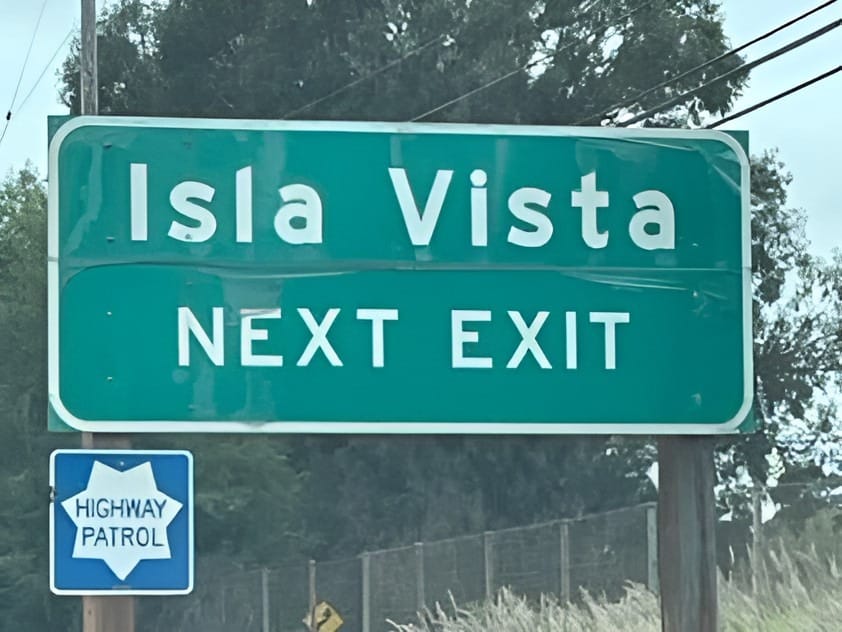 Isla Vista
NEXT EXIT
HIGHWAY
PATROL